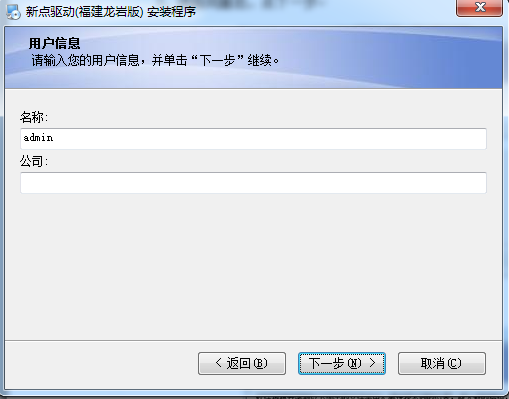 新点驱动(福建龙岩版) 安装程序
用户信息
请输入您的用户信息，并单击“下一步”继续。
名称:
admin
公司:
< 返回(B)
下一步(N) >
取消(C)